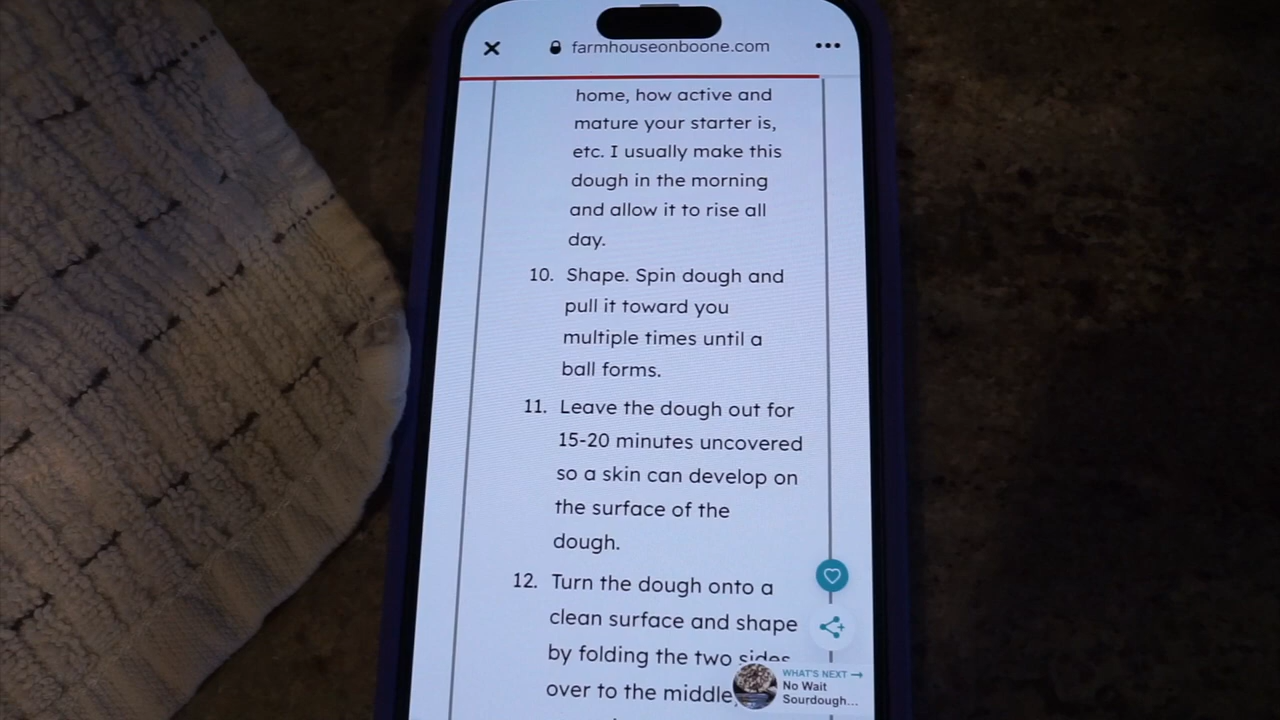 farmhouseonboone.com
home, how active and
mature your starter is,
etc. I usually make this
dough in the morning
and allow it to rise all
day.
10. Shape. Spin dough and
pull it toward you
multiple times until a
ball forms.
11. Leave the dough out for
15-20 minutes uncovered
so a skin can develop on
the surface of the
dough.
12. Turn the dough onto a
clean surface and shape
by folding the two sides
over to the middle,
WHAT'S NEXT →
No Wait
Sourdough...